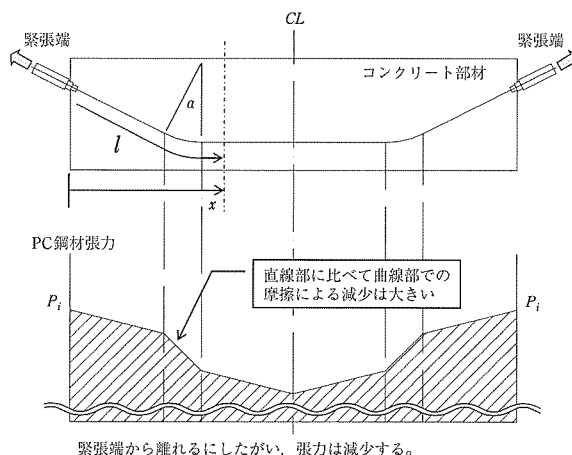 CL
緊張端
緊張端
コンクリート部材
a
l
x
PC鋼材張力
直線部に比べて曲線部での
摩擦による減少は大きい
Pi
Pi
緊張端から離れるにしたがい，張力は減少する。